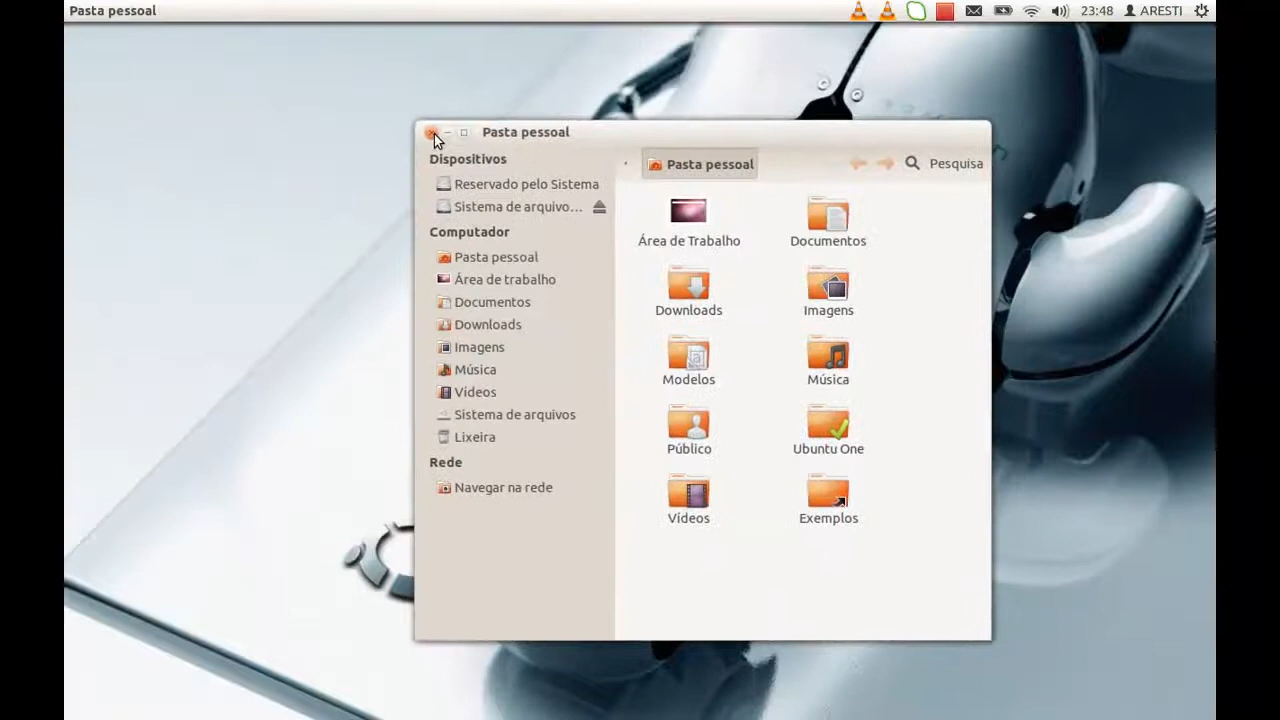 Pasta pessoal
23:48
ARESTI
Pasta pessoal
Dispositivos
Reservado pelo Sistema
Sistema de arquivo...
Computador
Pasta pessoal
Área de trabalho
Documentos
Downloads
Imagens
Música
Vídeos
Sistema de arquivos
Lixeira
Rede
Navegar na rede
Pasta pessoal
Pesquisa
Área de Trabalho
Documentos
Downloads
Imagens
Modelos
Música
Público
Ubuntu One
Vídeos
Exemplos